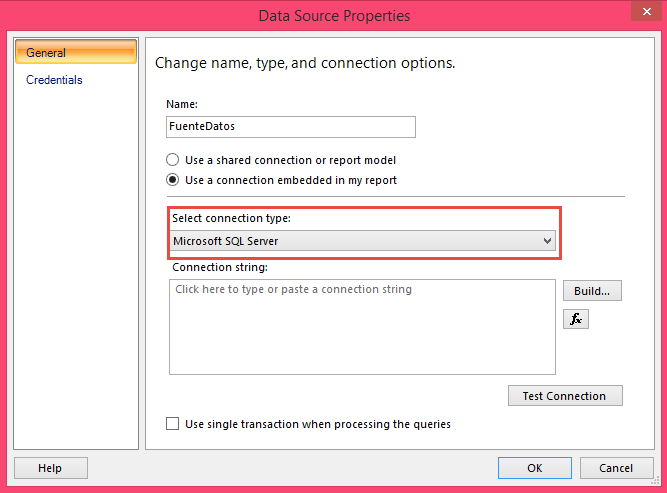 Data Source Properties
General
Credentials
Change name, type, and connection options.
Name:
FuenteDatos
Use a shared connection or report model
Use a connection embedded in my report
Select connection type:
Microsoft SQL Server
Connection string:
Click here to type or paste a connection string
Build...
fx
Test Connection
Use single transaction when processing the queries
Help
OK
Cancel